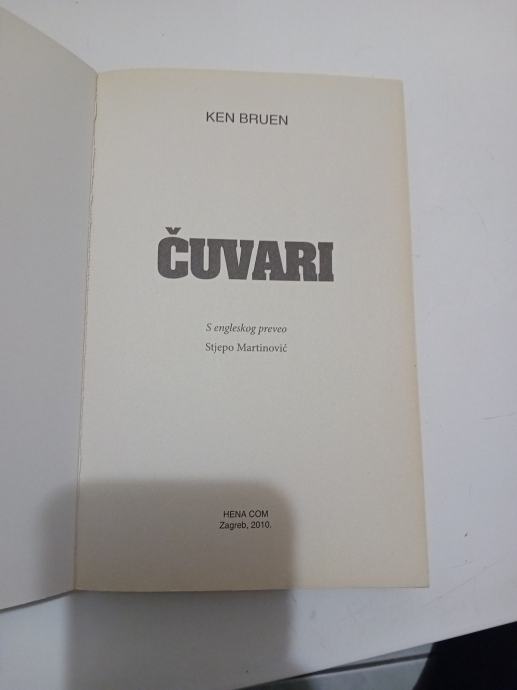 KEN BRUEN
ČUVARI
S engleskog preveo
Stjepo Martinović
HENA COM
Zagreb, 2010.